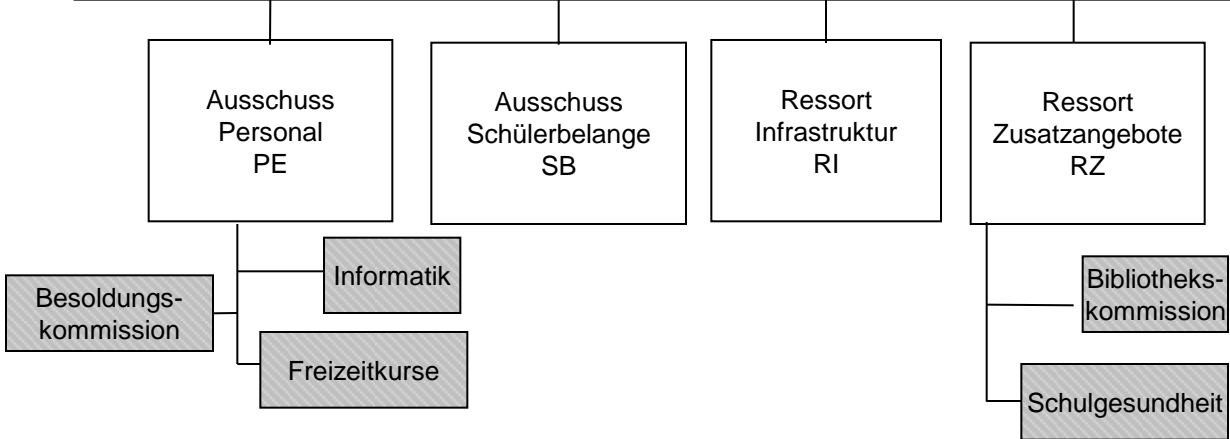 Ausschuss
Personal
PE
Ausschuss
Schülerbelange
SB
Ressort
Infrastruktur
RI
Ressort
Zusatzangebote
RZ
Informatik
Besoldungs-
kommission
Freizeitkurse
Bibliotheks-
kommission
Schulgesundheit